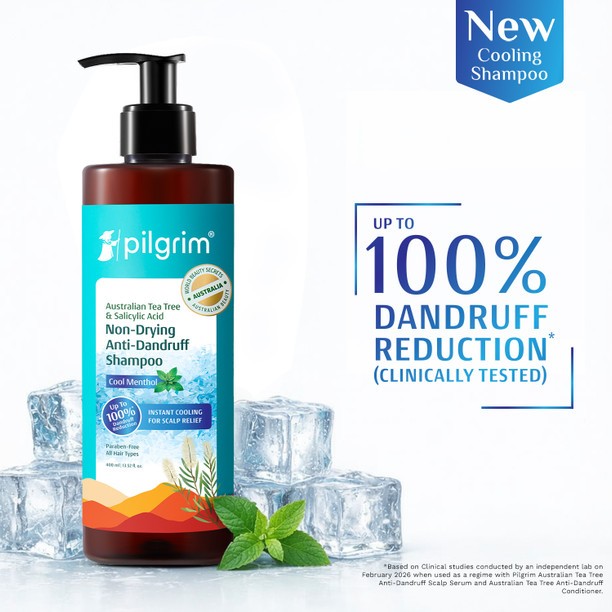 New
Cooling
Shampoo
pilgrim®
WORLD BEAUTY SECRETS
AUSTRALIA
AUSTRALIAN BEAUTY
Australian Tea Tree
& Salicylic Acid
Non-Drying
Anti-Dandruff
Shampoo
Cool Menthol
Up To
100%
Dandruff
Reduction
INSTANT COOLING
FOR SCALP RELIEF
Paraben-Free
All Hair Types
UP TO
100%
DANDRUFF
REDUCTION*
(CLINICALLY TESTED)
*Based on Clinical studies conducted by an independent lab on
February 2026 when used as a regime with Pilgrim Australian Tea Tree
Anti-Dandruff Scalp Serum and Australian Tea Tree Anti-Dandruff
Conditioner.